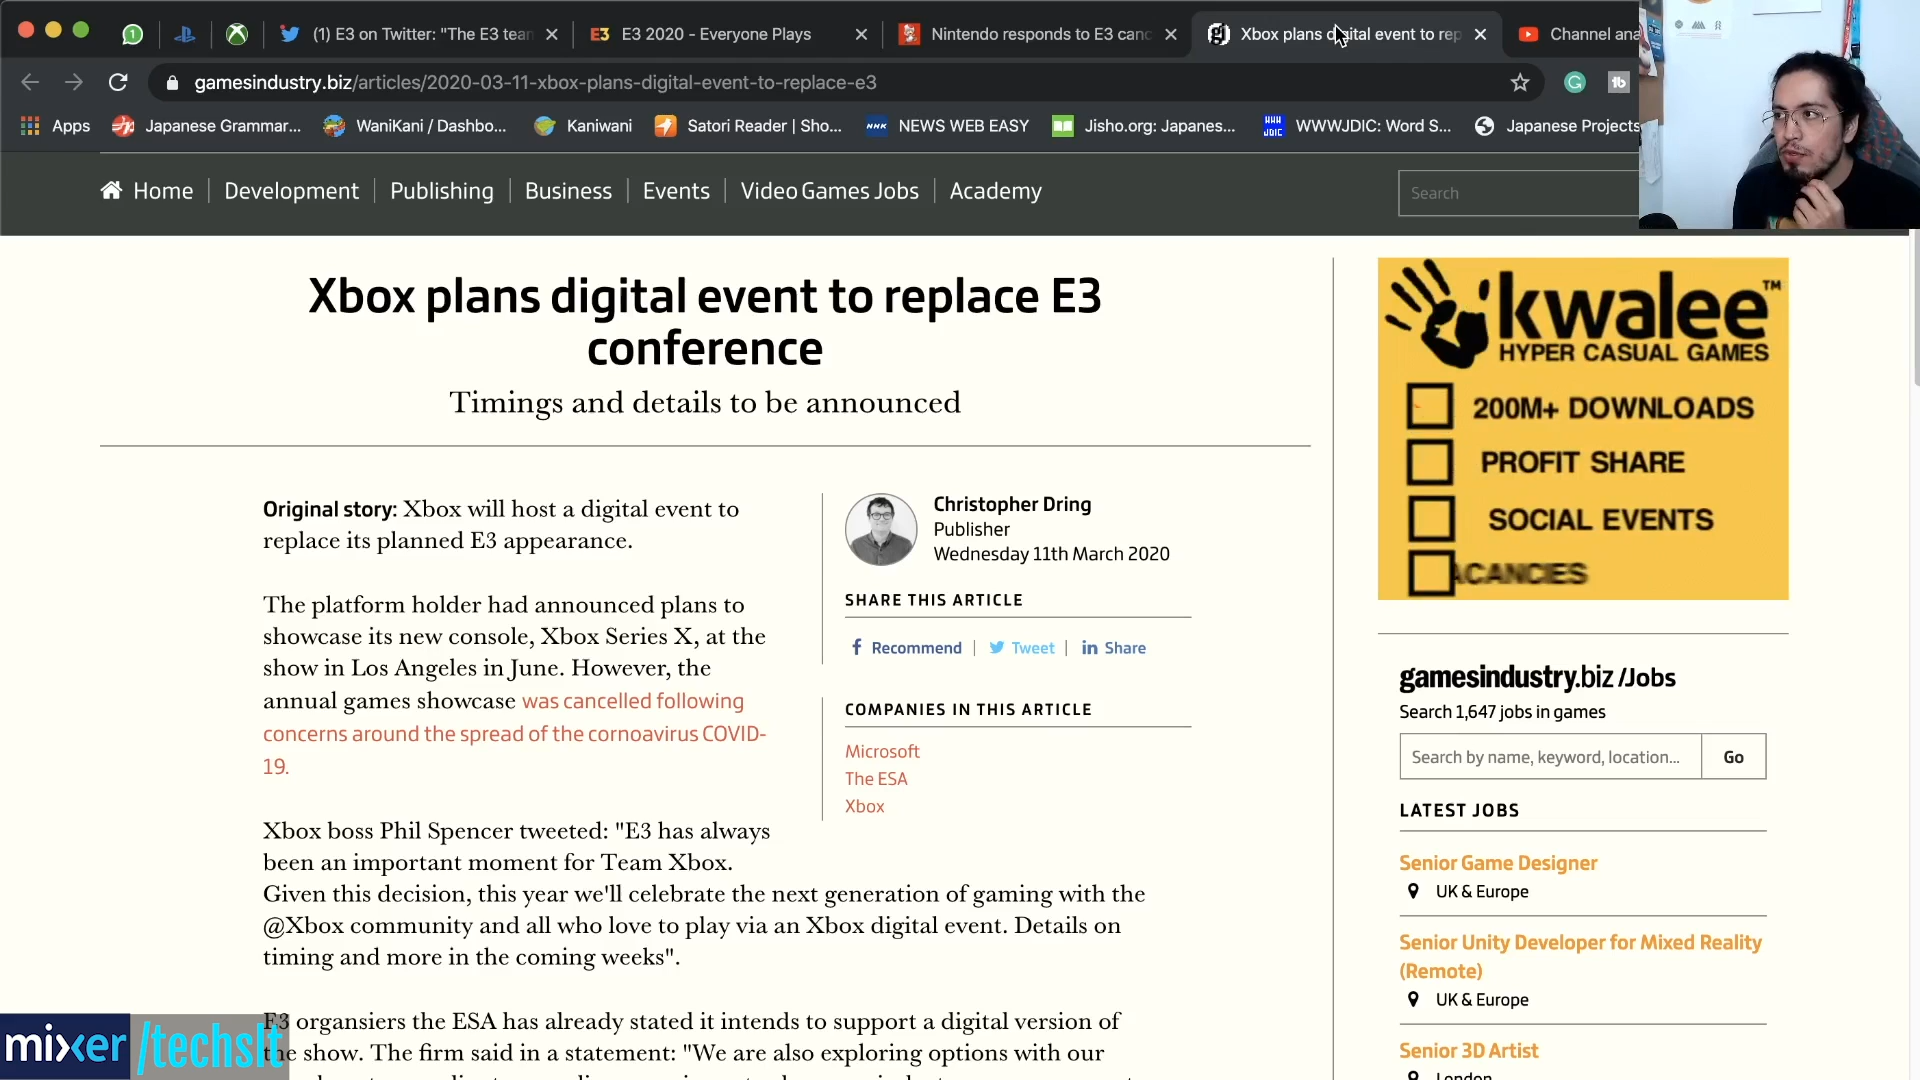 (1) E3 on Twitter: "The E3 tear
E3 E3 2020 - Everyone Plays
Nintendo responds to E3 canc
Xbox plans digital event to rep
Channel ana
gamesindustry.biz/articles/2020-03-11-xbox-plans-digital-event-to-replace-e3
Apps
Japanese Grammar...
WaniKani / Dashbo...
Kaniwani
Satori Reader | Sho...
NHK NEWS WEB EASY
Jisho.org: Japanes...
WWWJDIC: Word S...
Japanese Projects
Home
Development
Publishing
Business
Events
Video Games Jobs
Academy
Search
Xbox plans digital event to replace E3
conference
Timings and details to be announced
Original story: Xbox will host a digital event to
replace its planned E3 appearance.
The platform holder had announced plans to
showcase its new console, Xbox Series X, at the
show in Los Angeles in June. However, the
annual games showcase was cancelled following
concerns around the spread of the cornoavirus COVID-
19.
Xbox boss Phil Spencer tweeted: "E3 has always
been an important moment for Team Xbox.
Given this decision, this year we'll celebrate the next generation of gaming with the
@Xbox community and all who love to play via an Xbox digital event. Details on
timing and more in the coming weeks".
E3 organsiers the ESA has already stated it intends to support a digital version of
the show. The firm said in a statement: "We are also exploring options with our
Christopher Dring
Publisher
Wednesday 11th March 2020
SHARE THIS ARTICLE
Recommend
Tweet
Share
COMPANIES IN THIS ARTICLE
Microsoft
The ESA
Xbox
kwalee™
HYPER CASUAL GAMES
200M+ DOWNLOADS
PROFIT SHARE
SOCIAL EVENTS
ACANCIES
gamesindustry.biz /Jobs
Search 1,647 jobs in games
Search by name, keyword, location...
Go
LATEST JOBS
Senior Game Designer
UK & Europe
Senior Unity Developer for Mixed Reality
(Remote)
UK & Europe
Senior 3D Artist
London
mixer /techslt